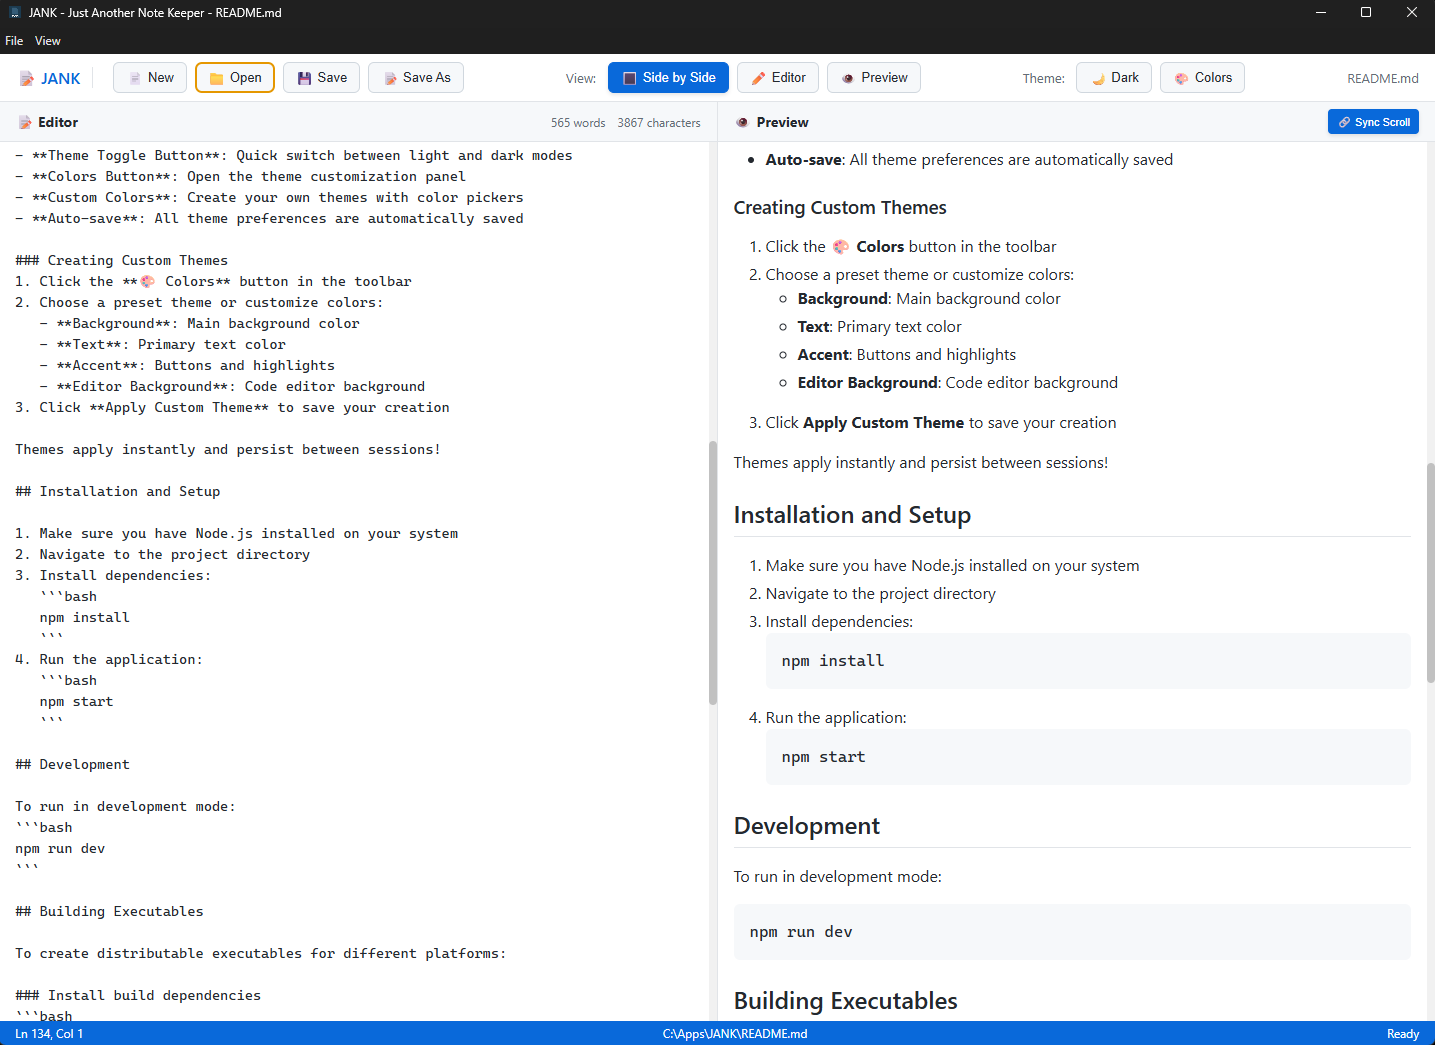 JANK - Just Another Note Keeper - README.md
File View
JANK New Open Save Save As View: Side by Side Editor Preview Theme: Dark Colors README.md
Editor 565 words 3867 characters
- **Theme Toggle Button**: Quick switch between light and dark modes
- **Colors Button**: Open the theme customization panel
- **Custom Colors**: Create your own themes with color pickers
- **Auto-save**: All theme preferences are automatically saved
### Creating Custom Themes
1. Click the **🎨 Colors** button in the toolbar
2. Choose a preset theme or customize colors:
- **Background**: Main background color
- **Text**: Primary text color
- **Accent**: Buttons and highlights
- **Editor Background**: Code editor background
3. Click **Apply Custom Theme** to save your creation
Themes apply instantly and persist between sessions!
## Installation and Setup
1. Make sure you have Node.js installed on your system
2. Navigate to the project directory
3. Install dependencies:
```bash
npm install
```
4. Run the application:
```bash
npm start
```
## Development
To run in development mode:
```bash
npm run dev
```
## Building Executables
To create distributable executables for different platforms:
### Install build dependencies
```bash
Preview Sync Scroll
• Auto-save: All theme preferences are automatically saved
Creating Custom Themes
1. Click the 🎨 Colors button in the toolbar
2. Choose a preset theme or customize colors:
○ Background: Main background color
○ Text: Primary text color
○ Accent: Buttons and highlights
○ Editor Background: Code editor background
3. Click Apply Custom Theme to save your creation
Themes apply instantly and persist between sessions!
Installation and Setup
1. Make sure you have Node.js installed on your system
2. Navigate to the project directory
3. Install dependencies:
npm install
4. Run the application:
npm start
Development
To run in development mode:
npm run dev
Building Executables
Ln 134, Col 1 C:\Apps\JANK\README.md Ready